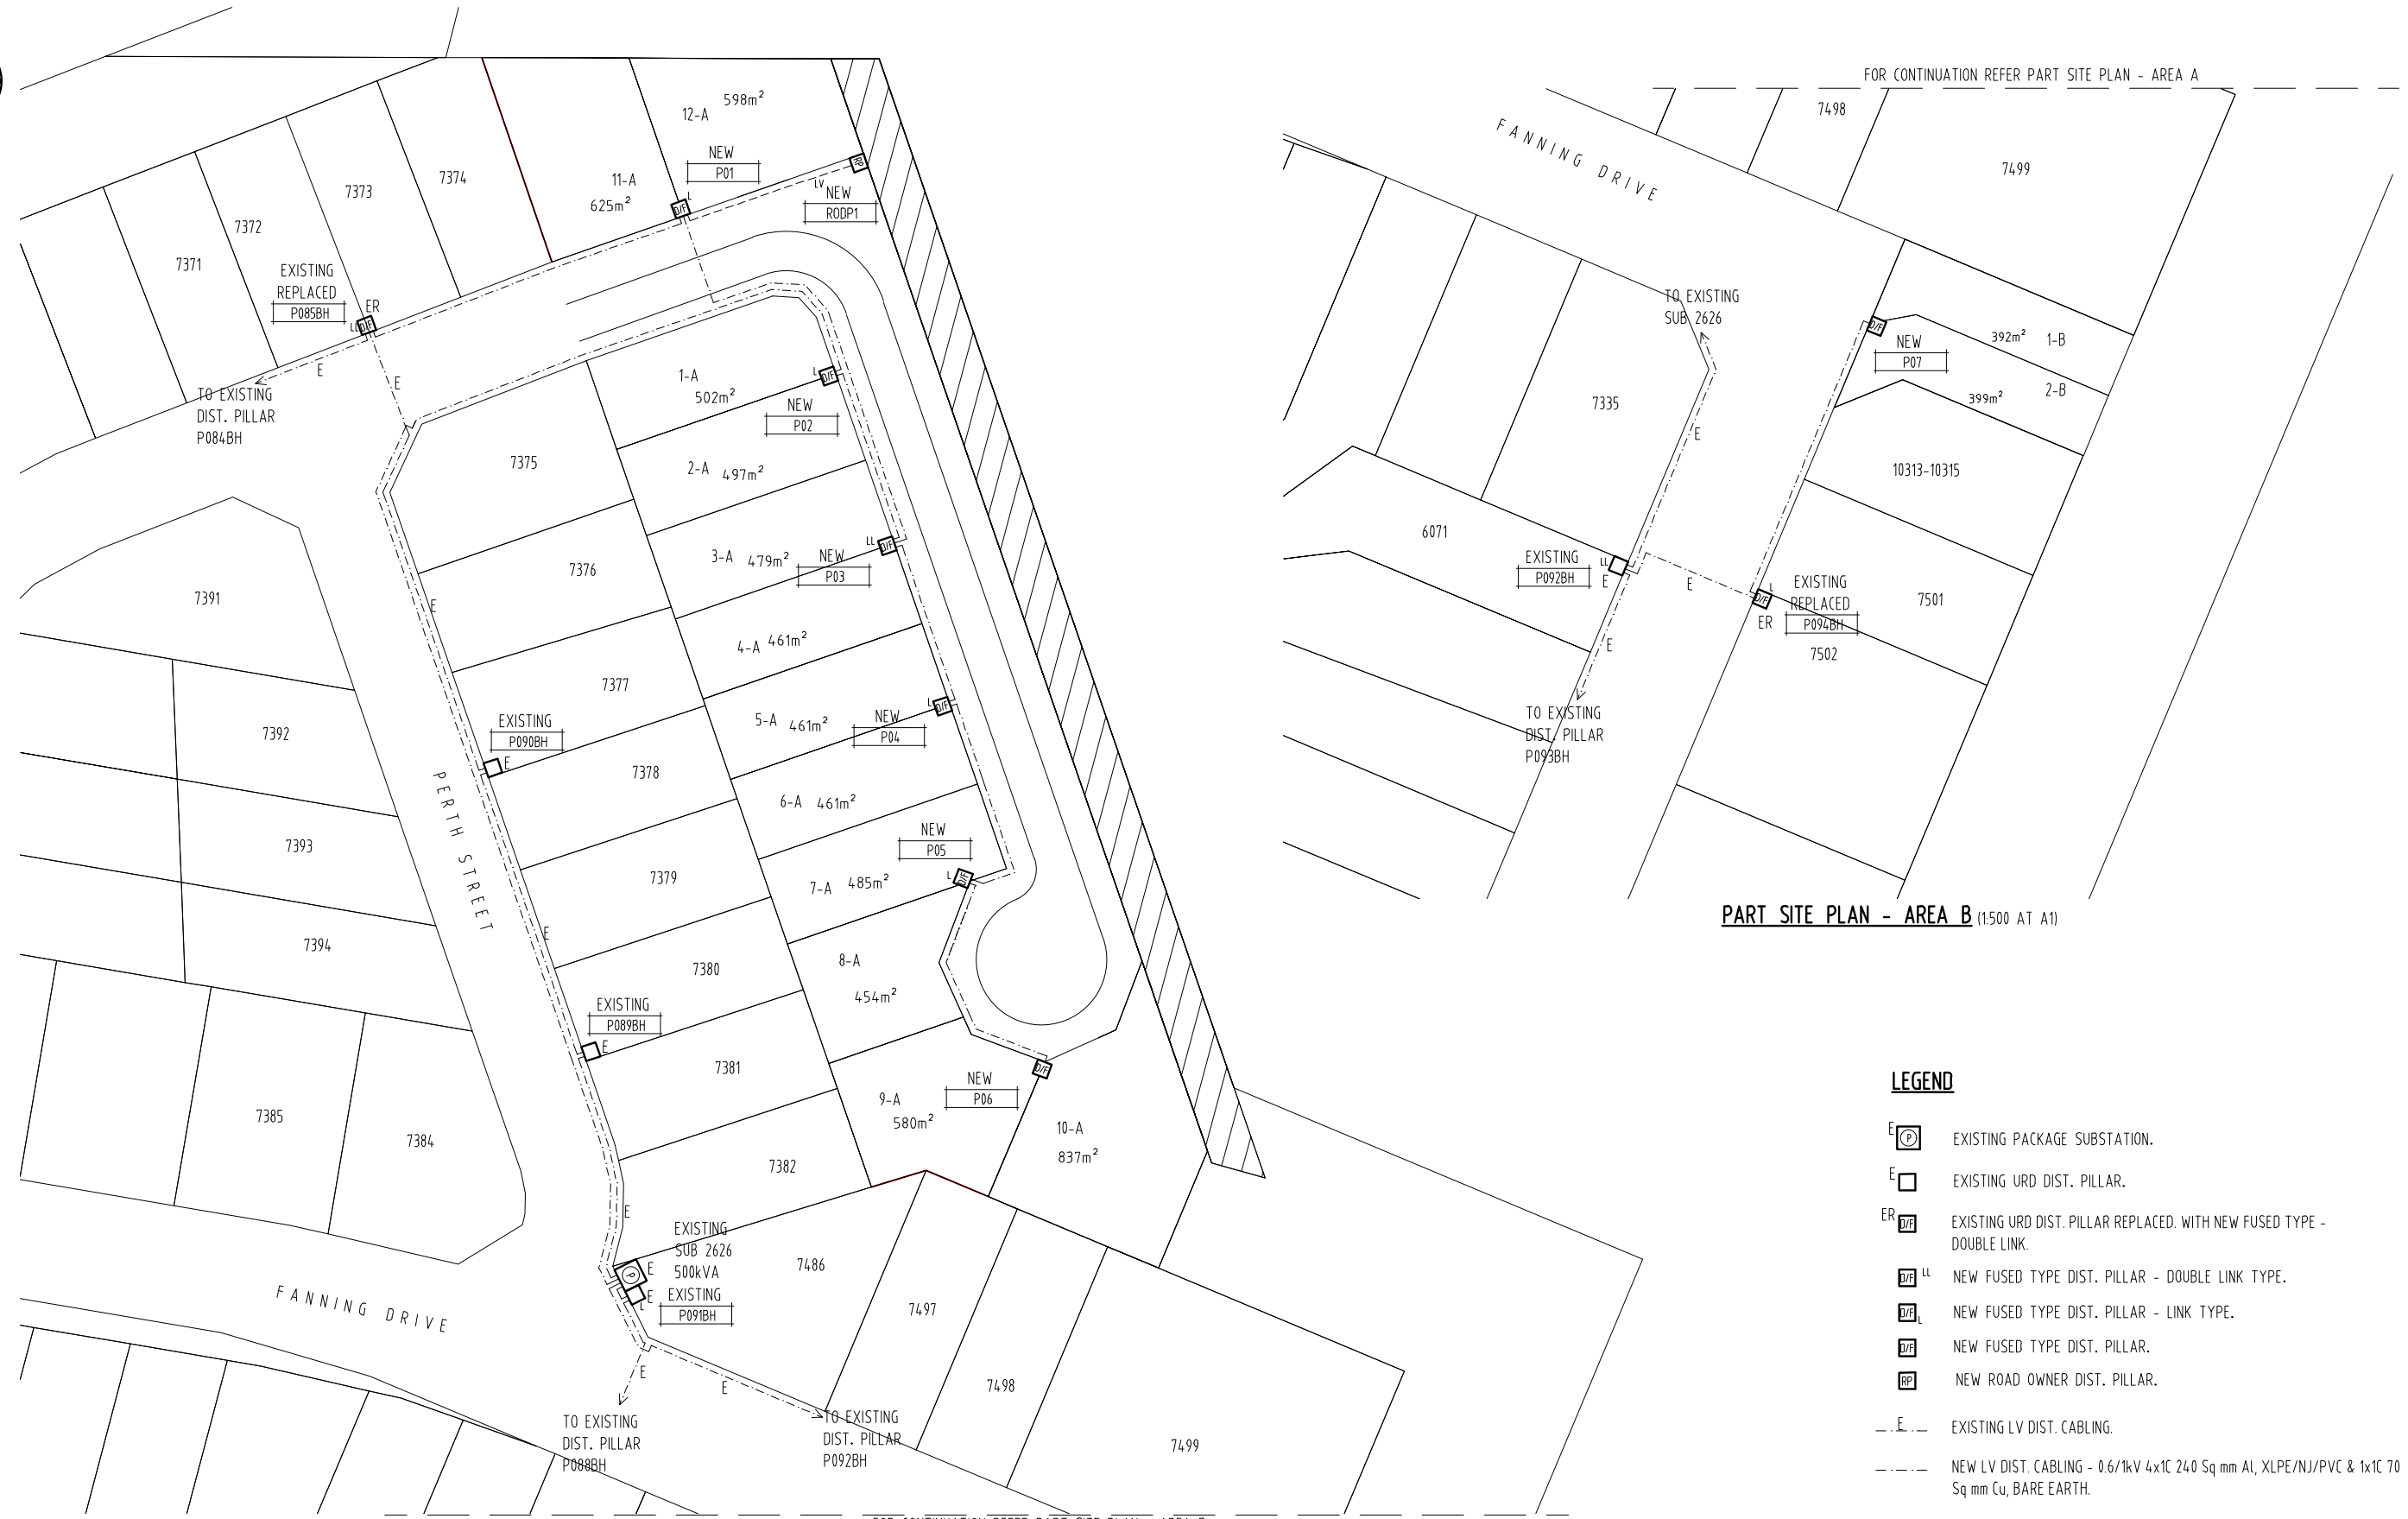 FOR CONTINUATION REFER PART SITE PLAN - AREA A
12-A 598m²
NEW
P01
11-A
625m²
L
D/F
RP
LV
NEW
RODP1
7374
7373
7372
7371
EXISTING
REPLACED
P085BH
ER
LL
D/F
E
E
TO EXISTING
DIST. PILLAR
P084BH
1-A
502m²
L
D/F
NEW
P02
7375
2-A 497m²
7376
3-A 479m²
LL
D/F
NEW
P03
7391
E
4-A 461m²
7377
5-A 461m²
L
D/F
NEW
P04
7392
EXISTING
P090BH
E
7378
6-A 461m²
PERTH STREET
7393
7379
7-A 485m²
NEW
P05
L
D/F
7394
E
7380
8-A
454m²
EXISTING
P089BH
E
7381
9-A
580m²
NEW
P06
D/F
10-A
837m²
7385
7384
7382
E
EXISTING
SUB 2626
500kVA
P
E
EXISTING
P091BH
E
L
7486
FANNING DRIVE
7497
7498
7499
E
E
TO EXISTING
DIST. PILLAR
P088BH
TO EXISTING
DIST. PILLAR
P092BH
FANNING DRIVE
7498
7499
TO EXISTING
SUB 2626
D/F
NEW
P07
392m² 1-B
399m² 2-B
7335
E
10313-10315
6071
EXISTING
P092BH
LL
E
E
L
D/F
ER
EXISTING
REPLACED
P094BH
7501
7502
E
TO EXISTING
DIST. PILLAR
P093BH
PART SITE PLAN - AREA B (1:500 AT A1)
LEGEND
E P EXISTING PACKAGE SUBSTATION.
E EXISTING URD DIST. PILLAR.
ER D/F EXISTING URD DIST. PILLAR REPLACED. WITH NEW FUSED TYPE -
DOUBLE LINK.
D/F LL NEW FUSED TYPE DIST. PILLAR - DOUBLE LINK TYPE.
D/F L NEW FUSED TYPE DIST. PILLAR - LINK TYPE.
D/F NEW FUSED TYPE DIST. PILLAR.
RP NEW ROAD OWNER DIST. PILLAR.
E EXISTING LV DIST. CABLING.
NEW LV DIST. CABLING - 0.6/1kV 4x1C 240 Sq mm Al, XLPE/NJ/PVC & 1x1C 70
Sq mm Cu, BARE EARTH.